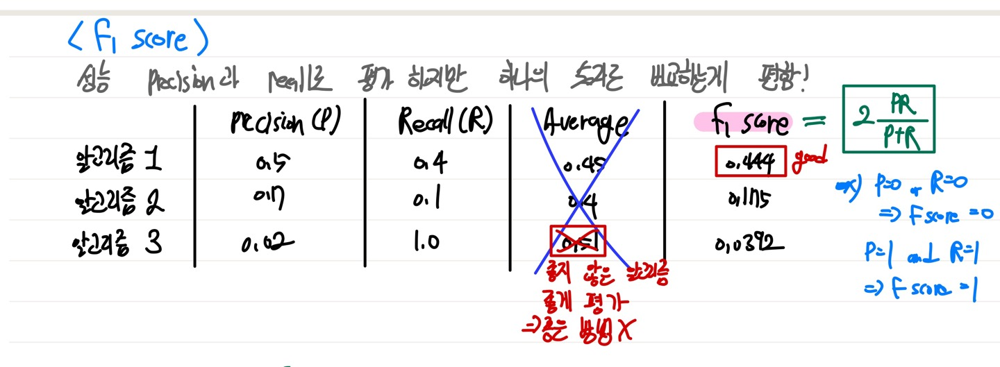 <F₁ score>
성능 Precision과 recall로 평가 하지만 하나의 숫자로 비교하는게 편함!
Precision (P) Recall (R) Average F₁ score = 2 PR/P+R
알고리즘 1 0.5 0.4 0.45 0.444 good
알고리즘 2 0.7 0.1 0.4 0.175
알고리즘 3 0.02 1.0 0.51 0.0392
ex) P=0 or R=0
⇒ F score = 0
P=1 and R=1
⇒ F score = 1
좋지 않은 알고리즘
좋게 평가
⇒ 좋은 방법 X